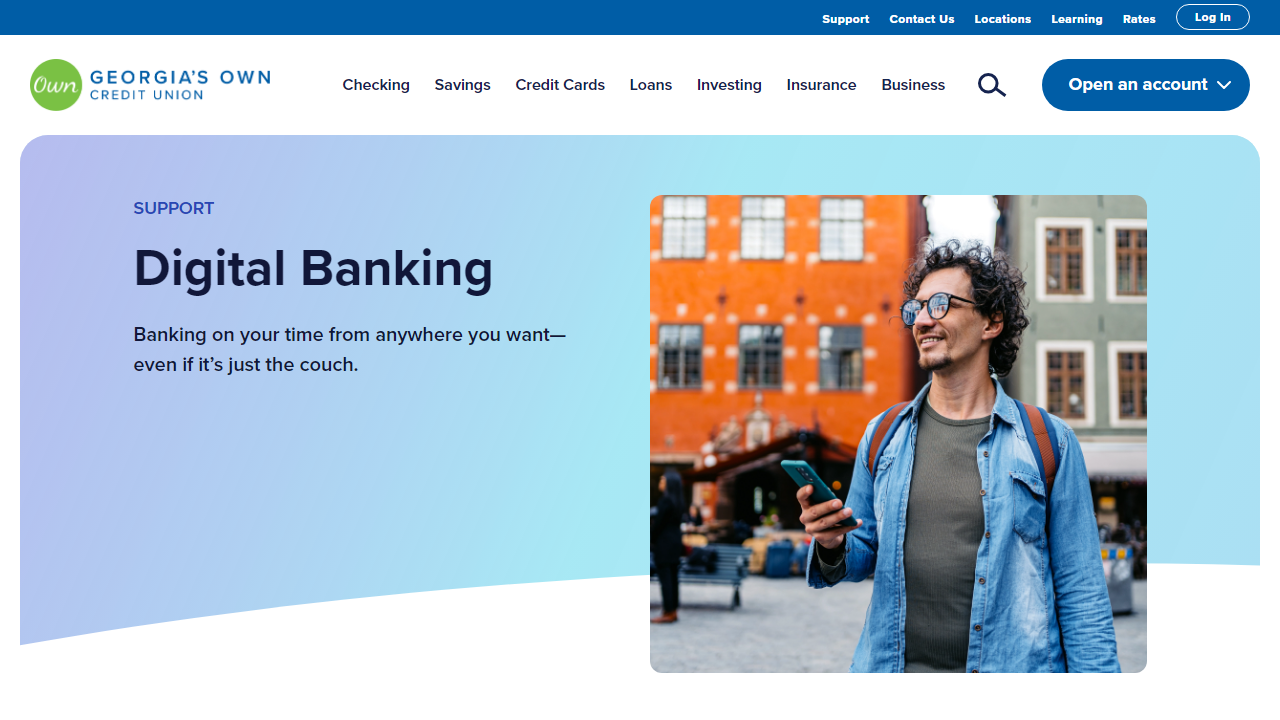 Support Contact Us Locations Learning Rates Log In
Own GEORGIA'S OWN
CREDIT UNION
Checking Savings Credit Cards Loans Investing Insurance Business Open an account
SUPPORT
Digital Banking
Banking on your time from anywhere you want—
even if it’s just the couch.